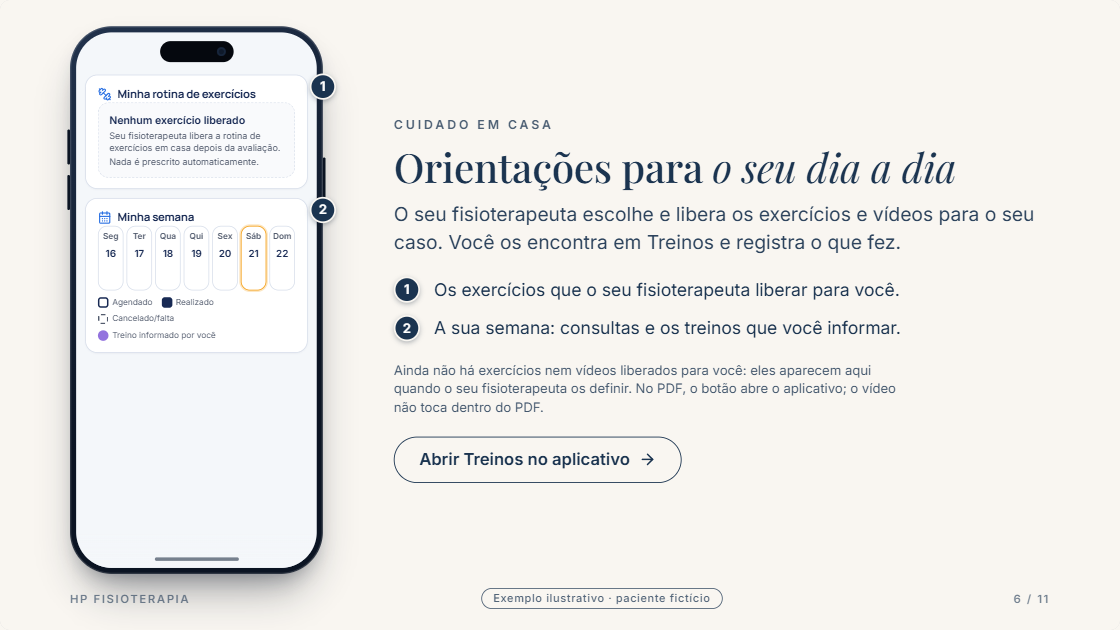 Minha rotina de exercícios
1
Nenhum exercício liberado
Seu fisioterapeuta libera a rotina de
exercícios em casa depois da avaliação.
Nada é prescrito automaticamente.
Minha semana
2
Seg Ter Qua Qui Sex Sáb Dom
16 17 18 19 20 21 22
Agendado Realizado
Cancelado/falta
Treino informado por você
CUIDADO EM CASA
Orientações para o seu dia a dia
O seu fisioterapeuta escolhe e libera os exercícios e vídeos para o seu
caso. Você os encontra em Treinos e registra o que fez.
1 Os exercícios que o seu fisioterapeuta liberar para você.
2 A sua semana: consultas e os treinos que você informar.
Ainda não há exercícios nem vídeos liberados para você: eles aparecem aqui
quando o seu fisioterapeuta os definir. No PDF, o botão abre o aplicativo; o vídeo
não toca dentro do PDF.
Abrir Treinos no aplicativo →
HP FISIOTERAPIA
Exemplo ilustrativo · paciente fictício
6 / 11